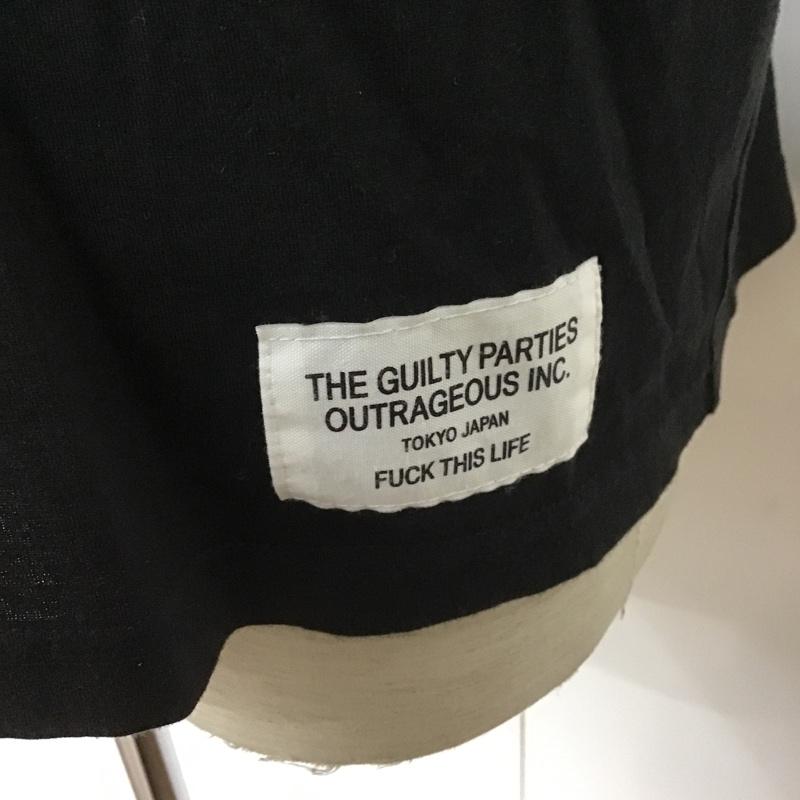 THE GUILTY PARTIES
OUTRAGEOUS INC.
TOKYO JAPAN
FUCK THIS LIFE